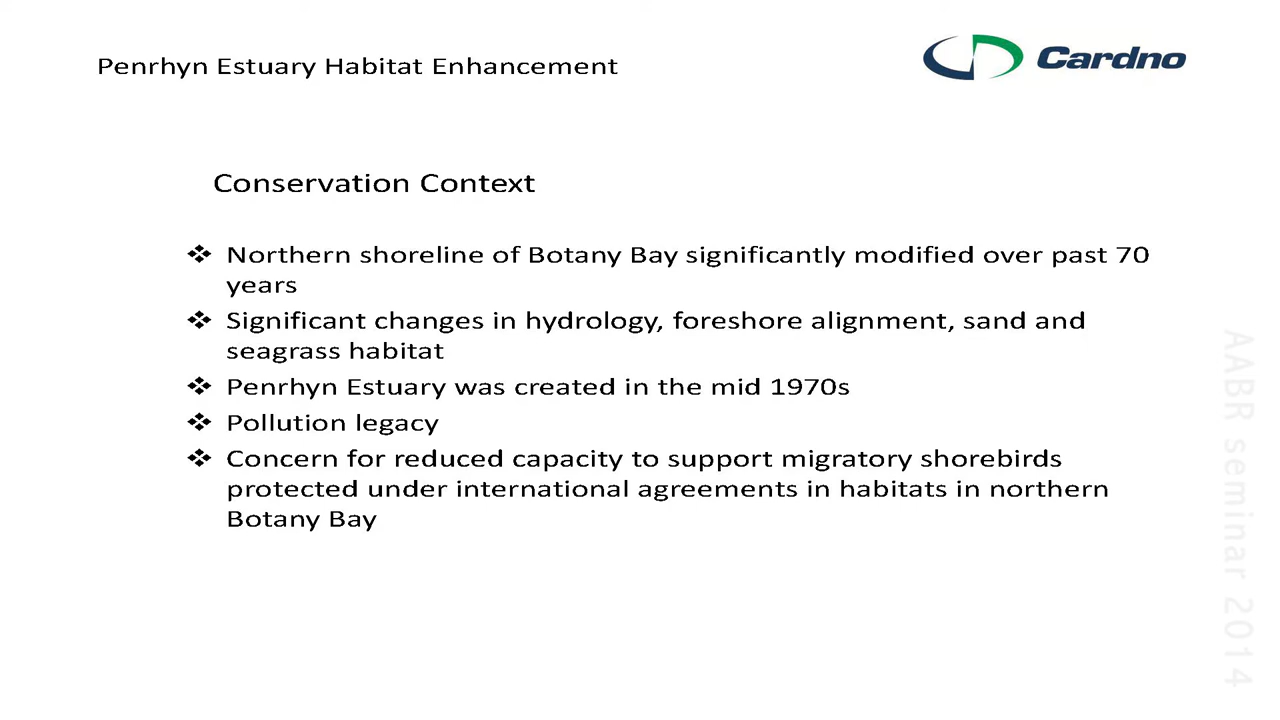 Penrhyn Estuary Habitat Enhancement
Cardno
Conservation Context
❖ Northern shoreline of Botany Bay significantly modified over past 70
years
❖ Significant changes in hydrology, foreshore alignment, sand and
seagrass habitat
❖ Penrhyn Estuary was created in the mid 1970s
❖ Pollution legacy
❖ Concern for reduced capacity to support migratory shorebirds
protected under international agreements in habitats in northern
Botany Bay
AABR seminar 2014